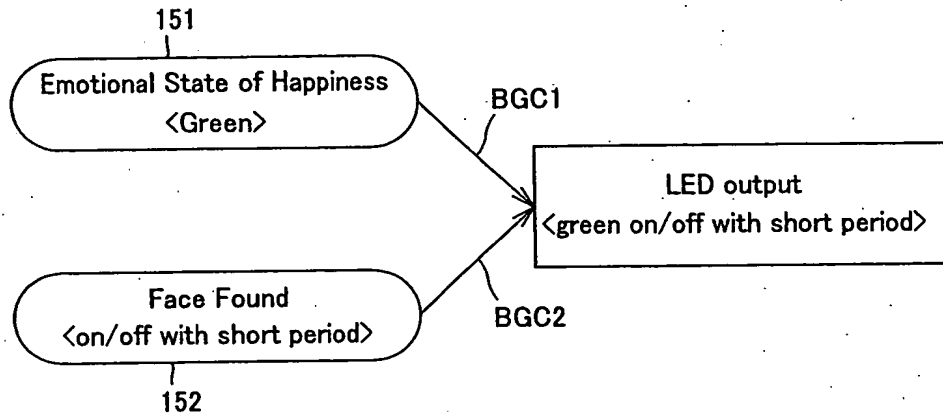 151
Emotional State of Happiness
<Green>
BGC1
LED output
<green on/off with short period>
Face Found
<on/off with short period>
BGC2
152